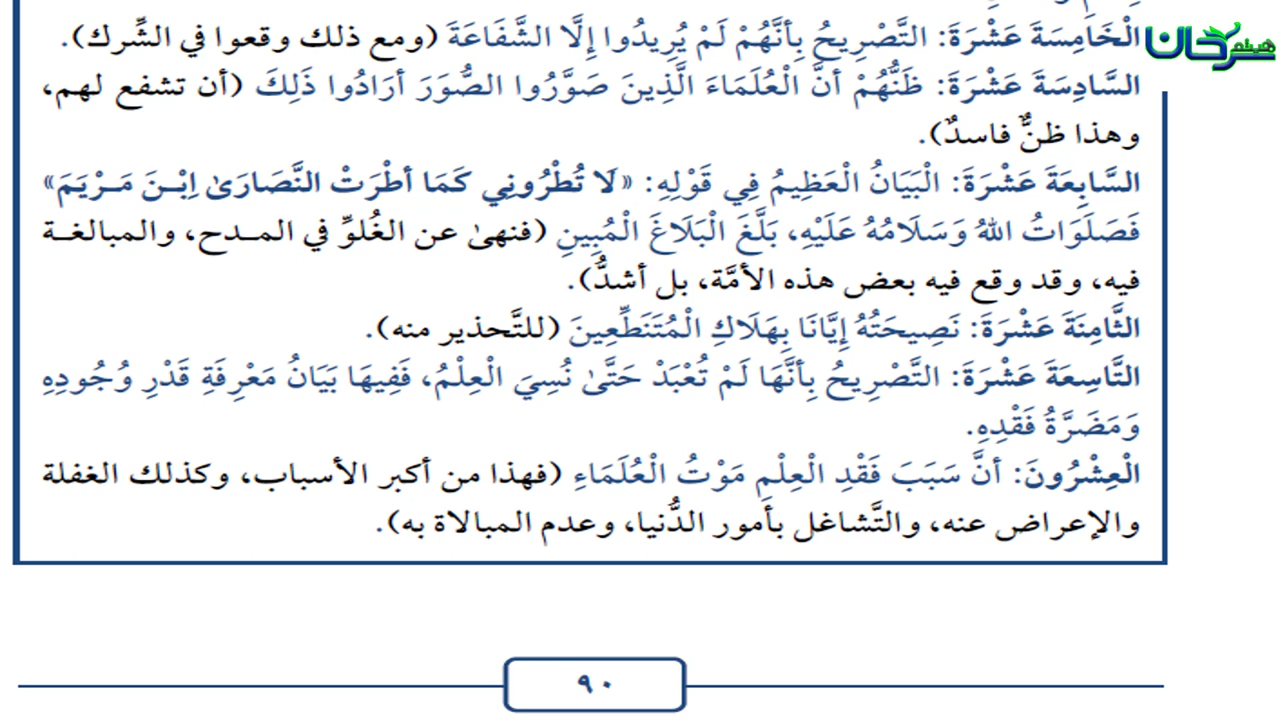 الْخَامِسَةَ عَشْرَةَ: التَّصْرِيحُ بِأَنَّهُمْ لَمْ يُرِيدُوا إِلَّا الشَّفَاعَةَ (ومع ذلك وقعوا في الشِّرك).
هيثم سرحان
السَّادِسَةَ عَشْرَةَ: ظَنُّهُمْ أَنَّ الْعُلَمَاءَ الَّذِينَ صَوَّرُوا الصُّوَرَ أَرَادُوا ذَلِكَ (أن تشفع لهم،
وهذا ظنٌّ فاسدٌ).
السَّابِعَةَ عَشْرَةَ: الْبَيَانُ الْعَظِيمُ فِي قَوْلِهِ: «لَا تُطْرُونِي كَمَا أَطْرَتْ النَّصَارَىٰ اِبْنَ مَرْيَمَ»
فَصَلَوَاتُ اللهُ وَسَلَامُهُ عَلَيْهِ، بَلَّغَ الْبَلَاغَ الْمُبِينِ (فنهىٰ عن الغُلوِّ في المدح، والمبالغة
فيه، وقد وقع فيه بعض هذه الأمَّة، بل أشدُّ).
الثَّامِنَةَ عَشْرَةَ: نَصِيحَتُهُ إِيَّانَا بِهَلَاكِ الْمُتَنَطِّعِينَ (للتَّحذير منه).
التَّاسِعَةَ عَشْرَةَ: التَّصْرِيحُ بِأَنَّهَا لَمْ تُعْبَدْ حَتَّىٰ نُسِيَ الْعِلْمُ، فَفِيهَا بَيَانُ مَعْرِفَةِ قَدْرِ وُجُودِهِ
وَمَضَرَّةُ فَقْدِهِ.
الْعِشْرُونَ: أَنَّ سَبَبَ فَقْدِ الْعِلْمِ مَوْتُ الْعُلَمَاءِ (فهذا من أكبر الأسباب، وكذلك الغفلة
والإعراض عنه، والتَّشاغل بأمور الدُّنيا، وعدم المبالاة به).
٩٠